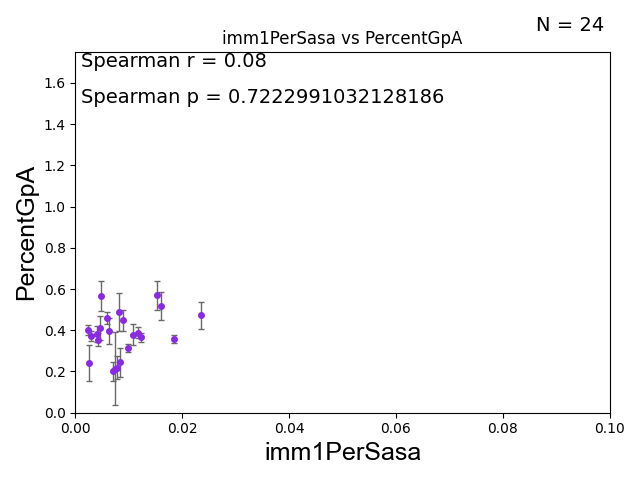 N = 24
imm1PerSasa vs PercentGpA
Spearman r = 0.08
Spearman p = 0.7222991032128186
PercentGpA
1.6
1.4
1.2
1.0
0.8
0.6
0.4
0.2
0.0
0.00 0.02 0.04 0.06 0.08 0.10
imm1PerSasa